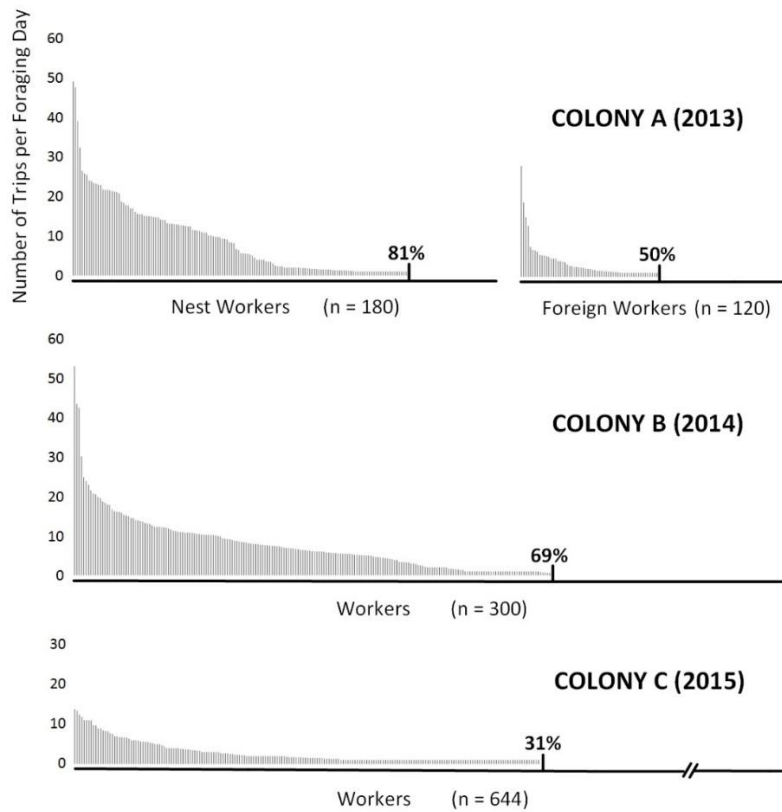 Number of Trips per Foraging Day
60
50
40
30
20
10
0
COLONY A (2013)
81%
50%
Nest Workers (n = 180)
Foreign Workers (n = 120)
60
50
40
30
20
10
0
COLONY B (2014)
69%
Workers (n = 300)
30
20
10
0
COLONY C (2015)
31%
Workers (n = 644)